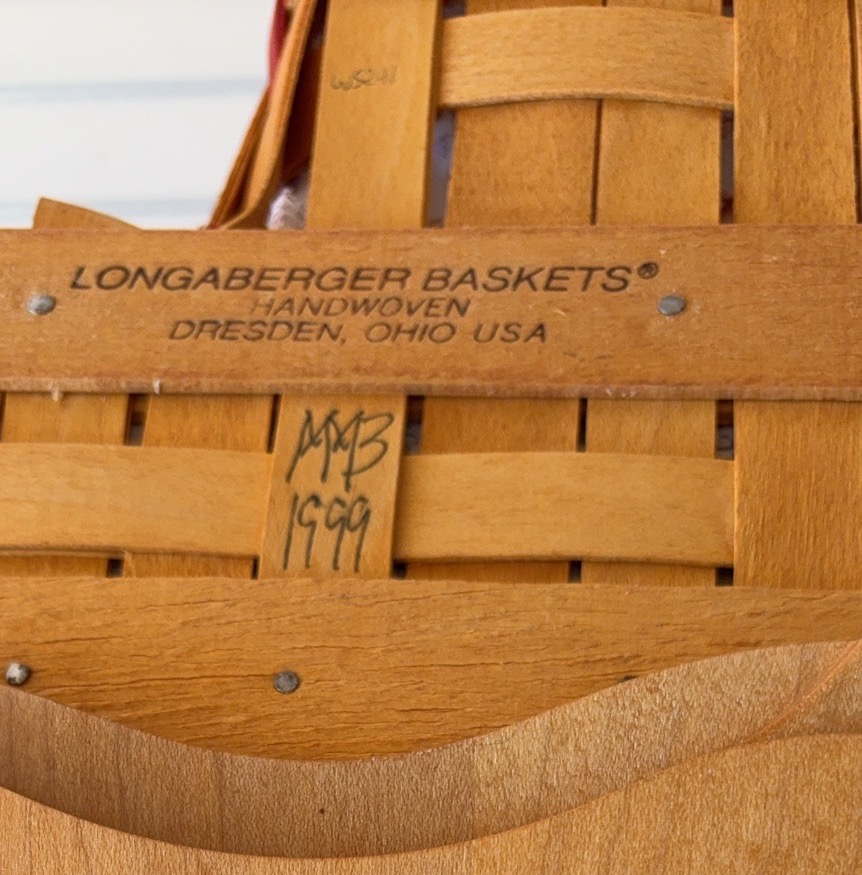 LONGABERGER BASKETS®
HANDWOVEN
DRESDEN, OHIO USA
MMB
1999